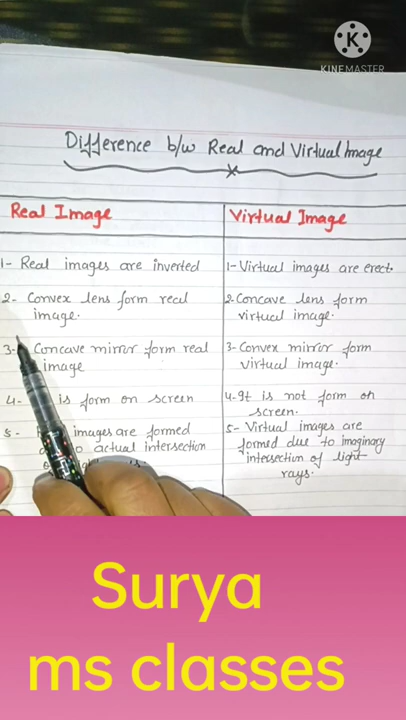 KINEMASTER
Difference b/w Real and Virtual Image
Real Image
1- Real images are inverted
2- Convex lens form real
image.
3- Concave mirror form real
image
4- is form on screen
5- images are formed
to actual intersection
Virtual Image
1- Virtual images are erect.
2- Concave lens form
virtual image.
3- Convex mirror form
virtual image.
4- It is not form on
screen.
5- Virtual images are
formed due to imaginary
intersection of light
rays.
Surya
ms classes